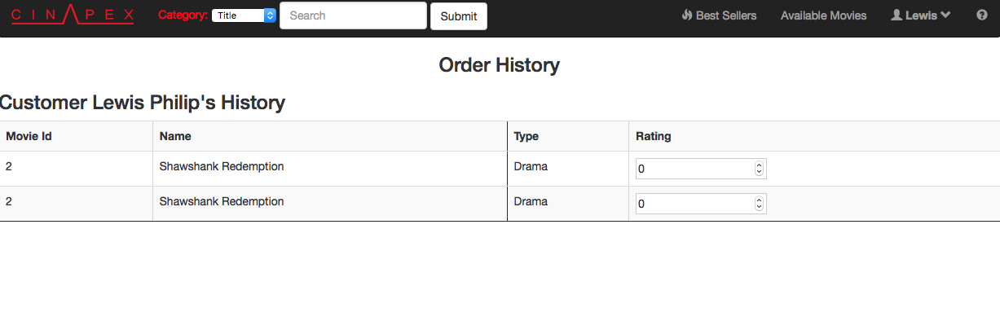 CINAPEX Category: Title Search Submit Best Sellers Available Movies Lewis
Order History
Customer Lewis Philip's History
Movie Id Name Type Rating
2 Shawshank Redemption Drama 0
2 Shawshank Redemption Drama 0